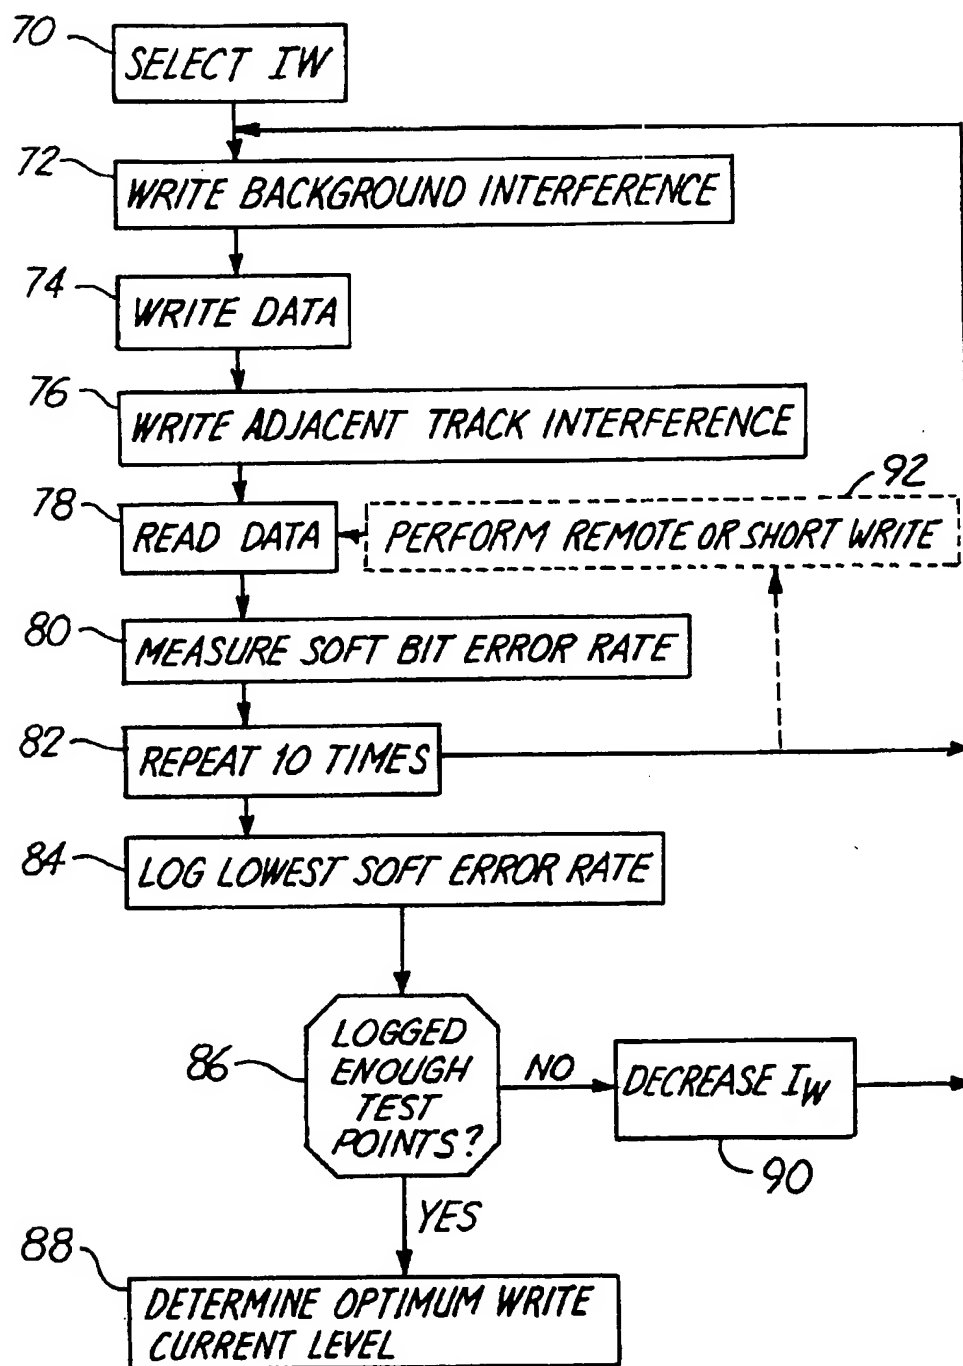 70
SELECT IW
72
WRITE BACKGROUND INTERFERENCE
74
WRITE DATA
76
WRITE ADJACENT TRACK INTERFERENCE
92
78
READ DATA
PERFORM REMOTE OR SHORT WRITE
80
MEASURE SOFT BIT ERROR RATE
82
REPEAT 10 TIMES
84
LOG LOWEST SOFT ERROR RATE
86
LOGGED
ENOUGH
TEST
POINTS?
NO
DECREASE IW
90
YES
88
DETERMINE OPTIMUM WRITE
CURRENT LEVEL